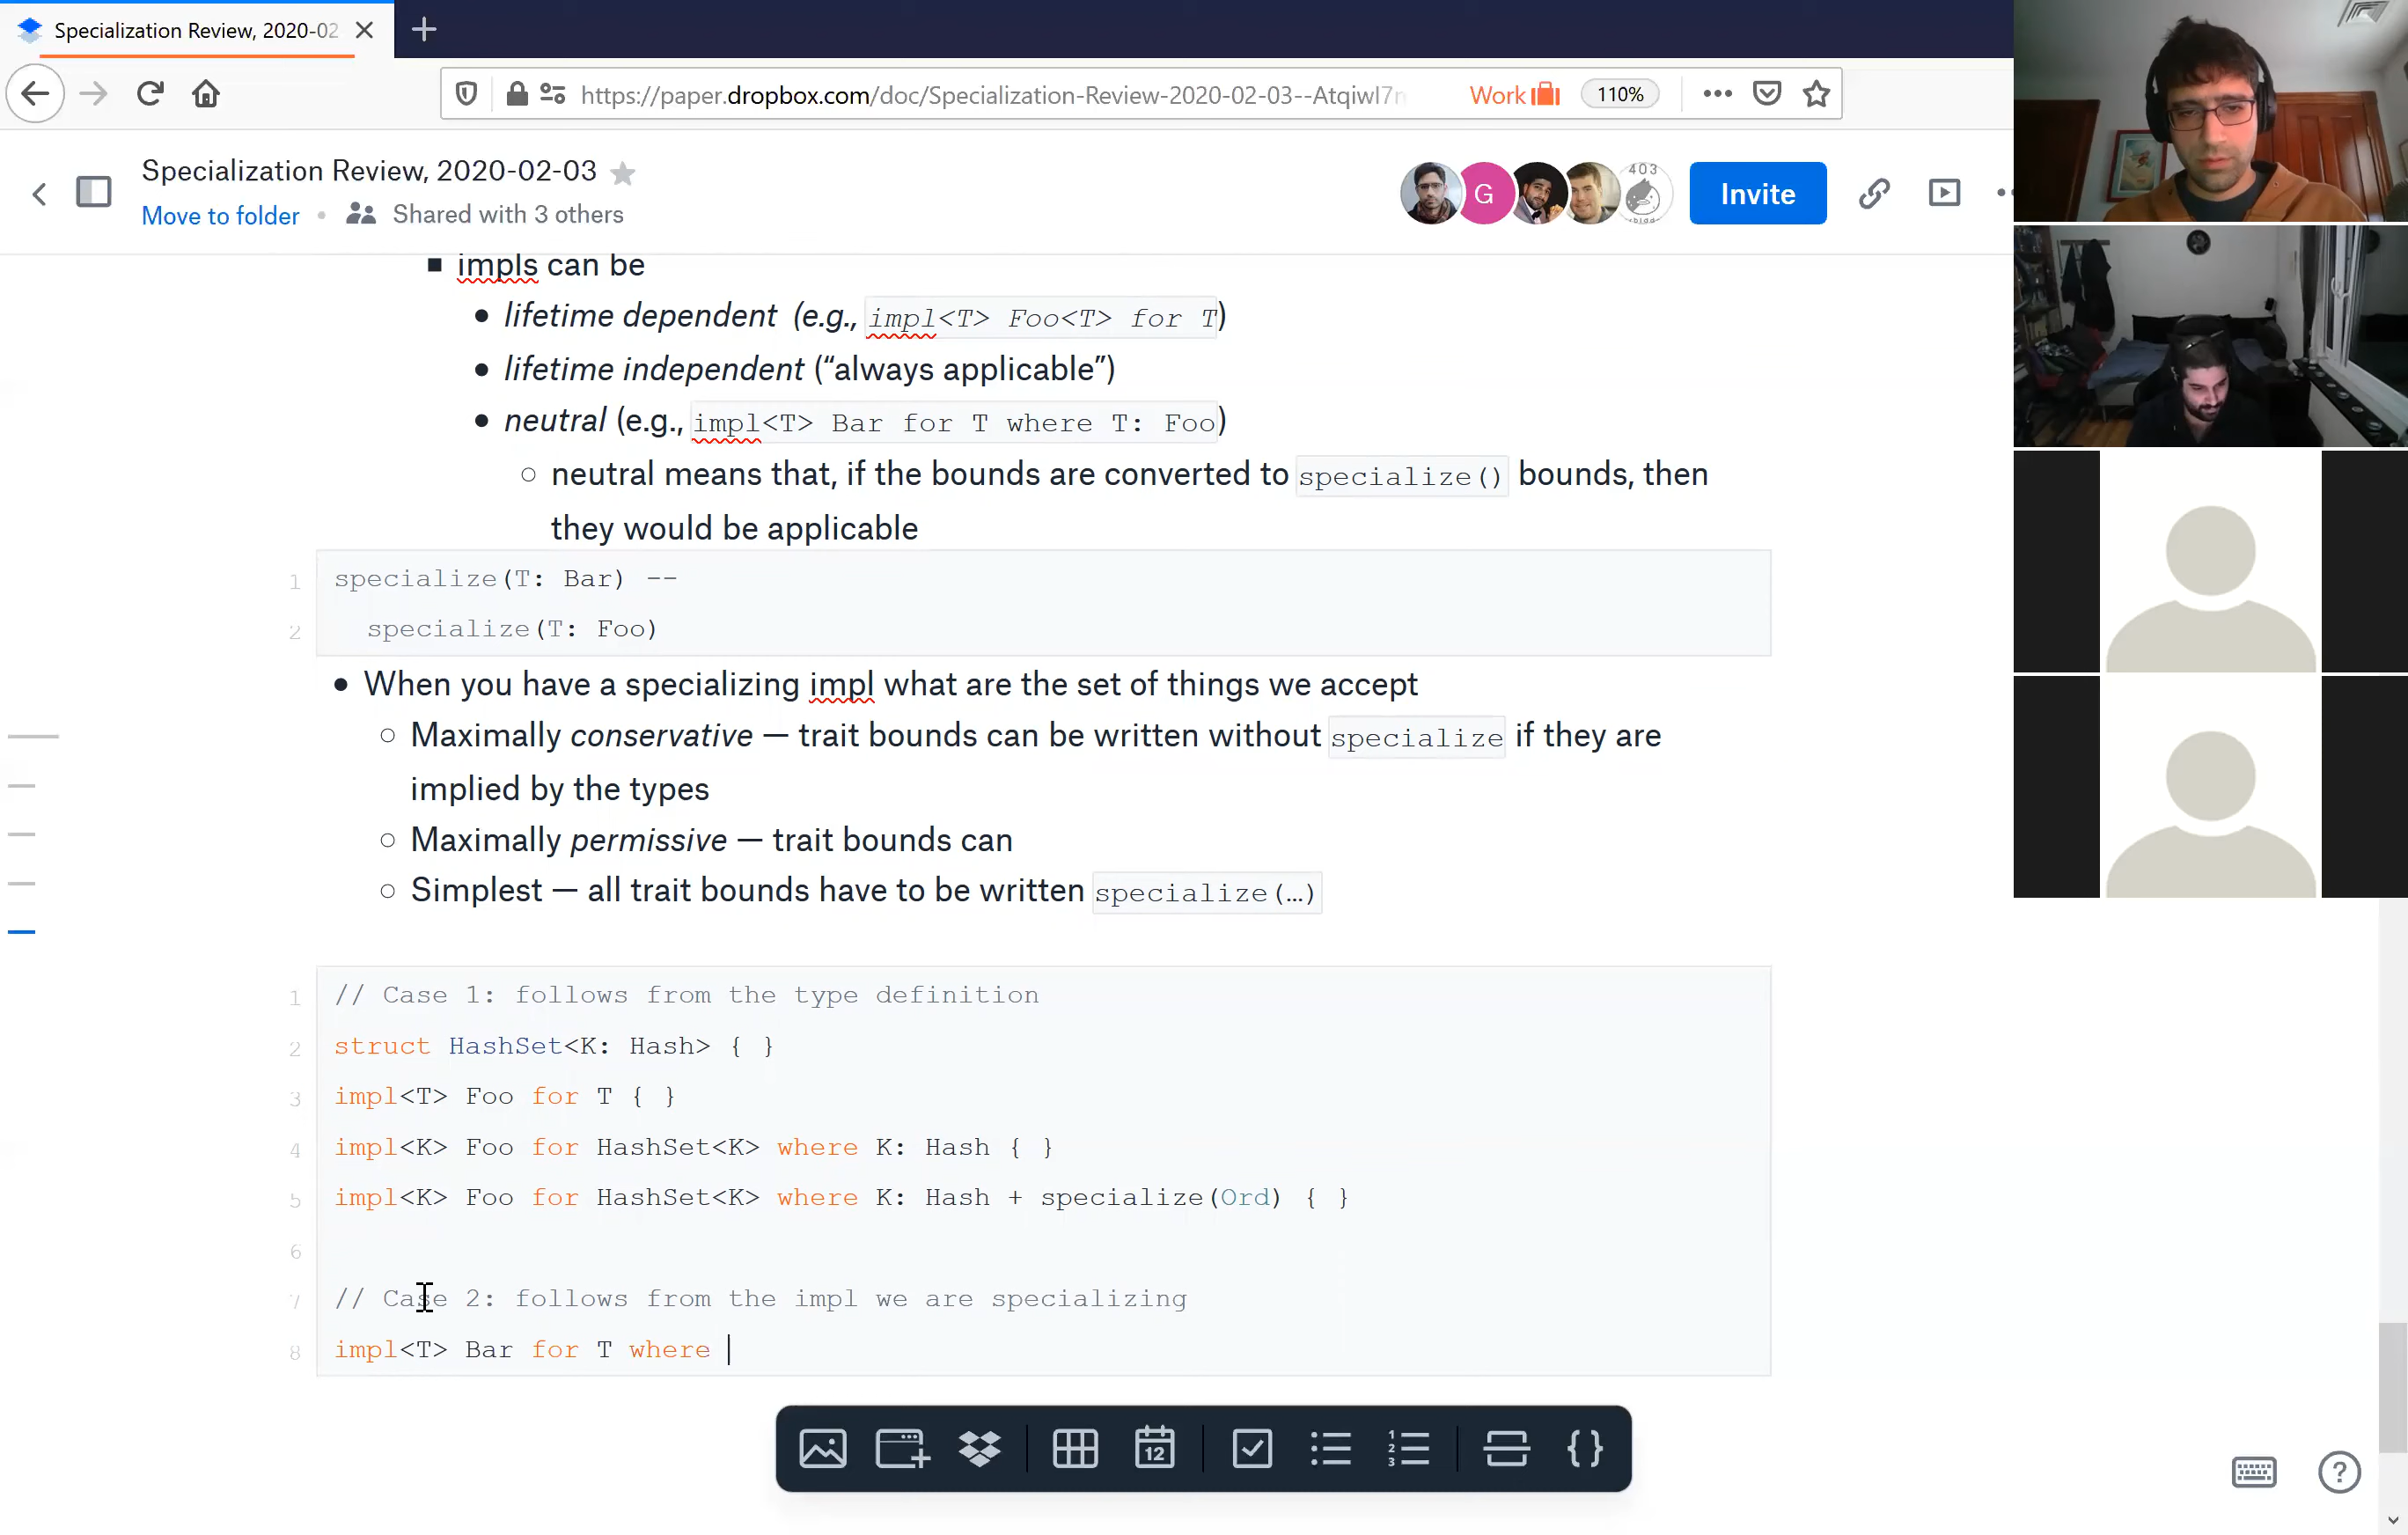 Specialization Review, 2020-02
https://paper.dropbox.com/doc/Specialization-Review-2020-02-03--AtqiwI7
Work
110%
Specialization Review, 2020-02-03
Move to folder • Shared with 3 others
G
403
Invite
impls can be
lifetime dependent (e.g., impl<T> Foo<T> for T)
lifetime independent (“always applicable”)
neutral (e.g., impl<T> Bar for T where T: Foo)
neutral means that, if the bounds are converted to specialize() bounds, then
they would be applicable
1 specialize(T: Bar) --
2 specialize(T: Foo)
When you have a specializing impl what are the set of things we accept
Maximally conservative — trait bounds can be written without specialize if they are
implied by the types
Maximally permissive — trait bounds can
Simplest — all trait bounds have to be written specialize(…)
1 // Case 1: follows from the type definition
2 struct HashSet<K: Hash> { }
3 impl<T> Foo for T { }
4 impl<K> Foo for HashSet<K> where K: Hash { }
5 impl<K> Foo for HashSet<K> where K: Hash + specialize(Ord) { }
6
7 // Case 2: follows from the impl we are specializing
8 impl<T> Bar for T where
12
1
2
3
?